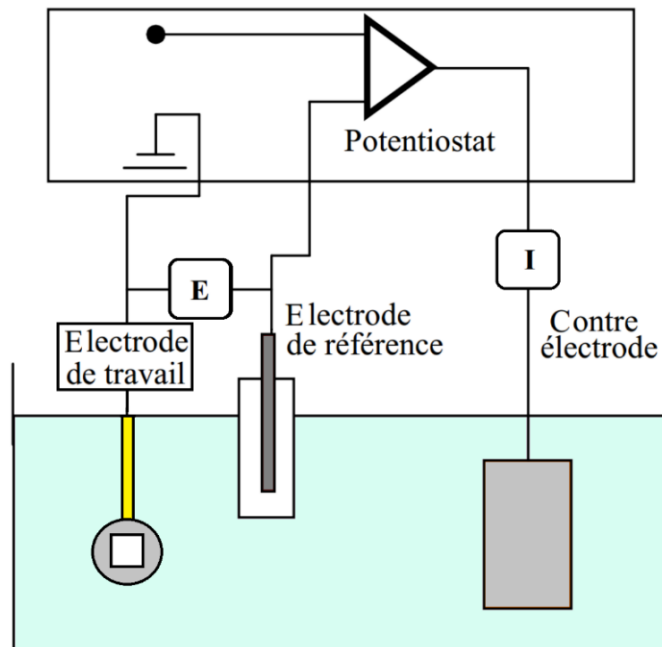 Potentiostat
E
I
Electrode
de travail
Electrode
de référence
Contre
électrode